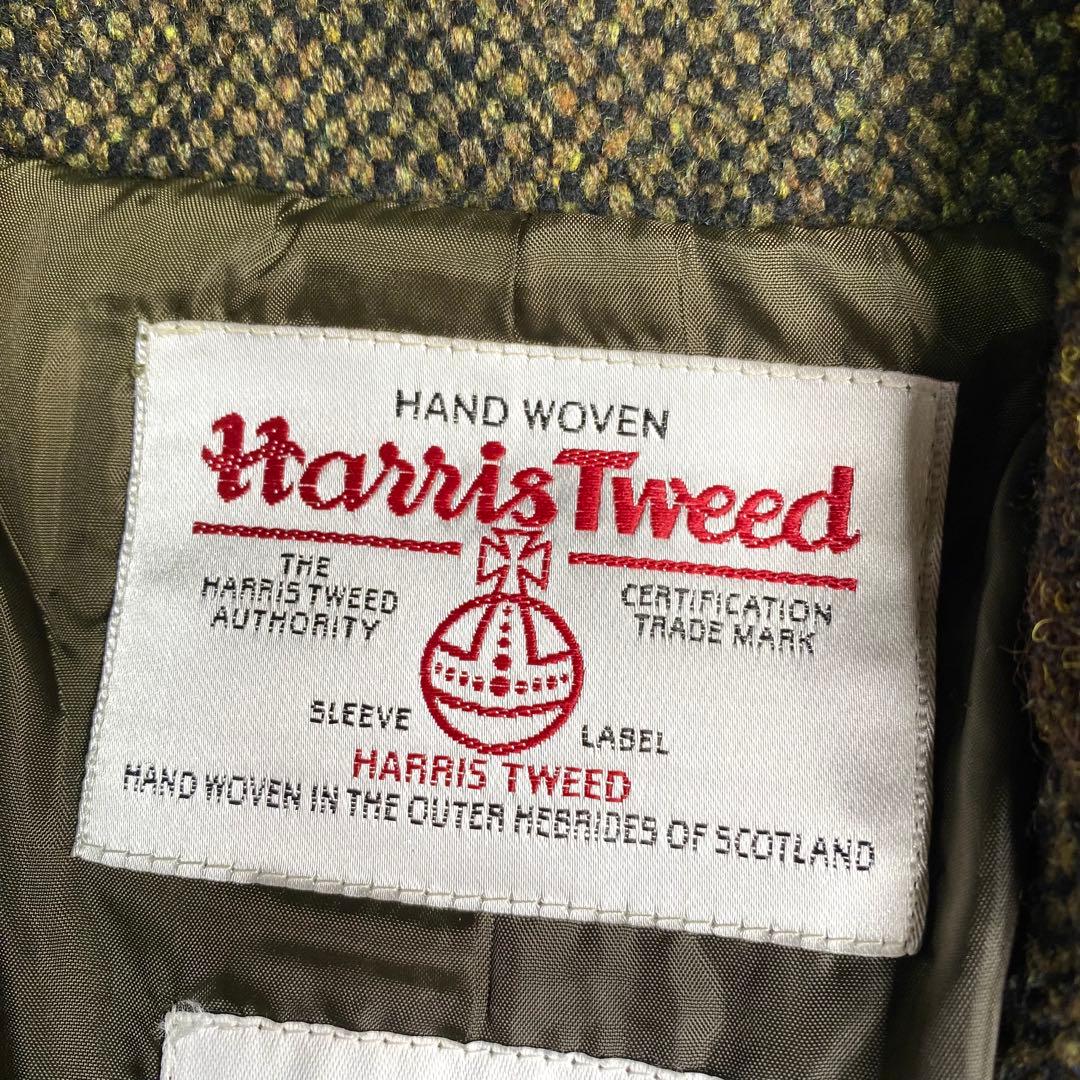 HAND WOVEN
Harris Tweed
THE
HARRIS TWEED
AUTHORITY
CERTIFICATION
TRADE MARK
SLEEVE LABEL
HARRIS TWEED
HAND WOVEN IN THE OUTER HEBRIDES OF SCOTLAND